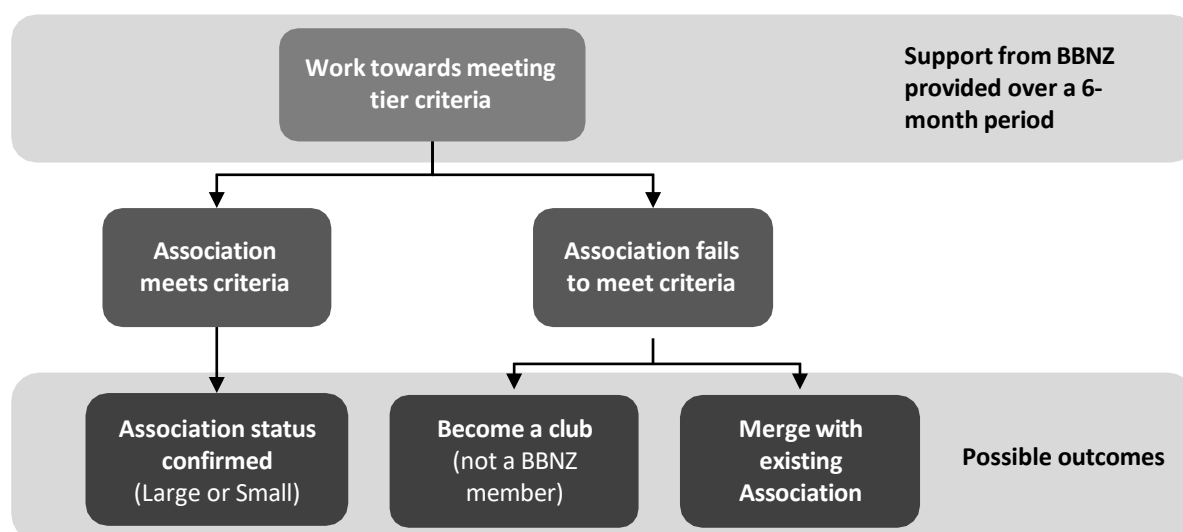 Work towards meeting
tier criteria
Support from BBNZ
provided over a 6-
month period
Association
meets criteria
Association fails
to meet criteria
Association status
confirmed
(Large or Small)
Become a club
(not a BBNZ
member)
Merge with
existing
Association
Possible outcomes